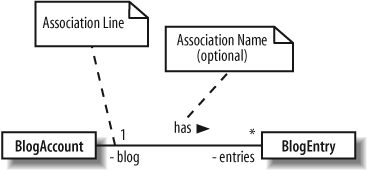 Association Line
Association Name
(optional)
has ►
1
*
BlogAccount
BlogEntry
- blog
- entries